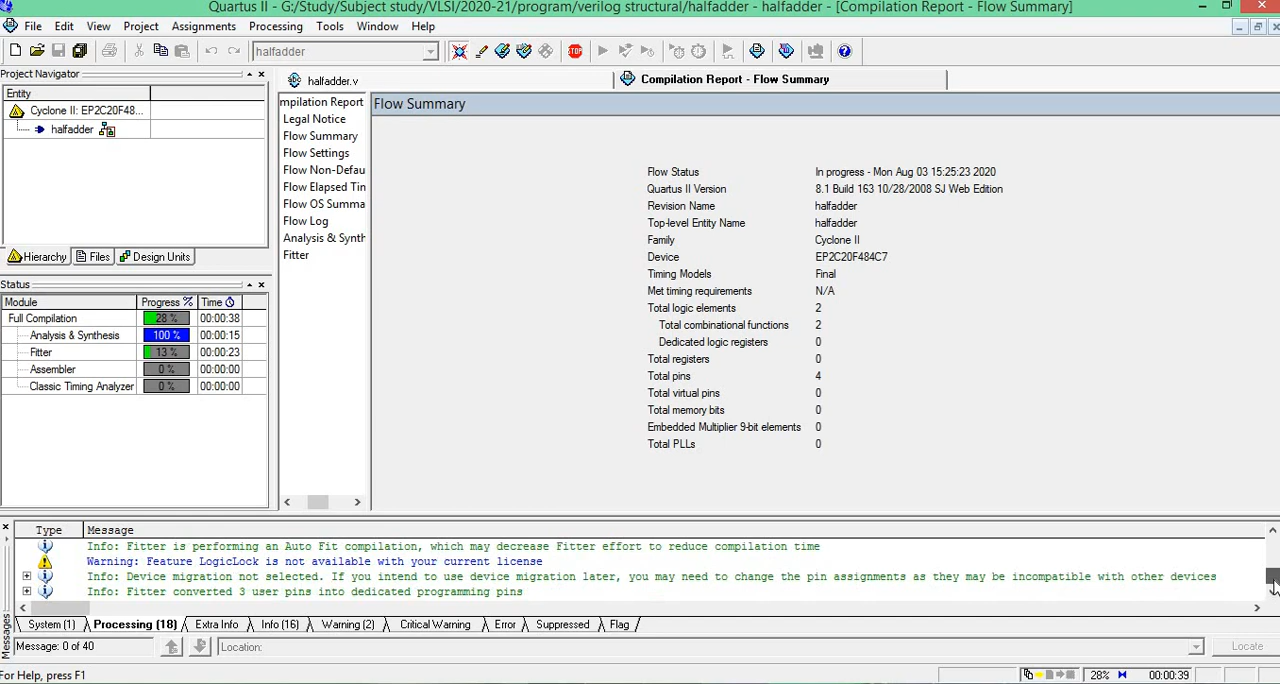 Quartus II - G:/Study/Subject study/VLSI/2020-21/program/verilog structural/halfadder - halfadder - [Compilation Report - Flow Summary]
File Edit View Project Assignments Processing Tools Window Help
halfadder
Project Navigator
Entity
Cyclone II: EP2C20F48...
halfadder
Hierarchy Files Design Units
Status
Module Progress % Time
Full Compilation 28 % 00:00:38
Analysis & Synthesis 100 % 00:00:15
Fitter 13 % 00:00:23
Assembler 0 % 00:00:00
Classic Timing Analyzer 0 % 00:00:00
halfadder.v
Compilation Report - Flow Summary
mpilation Report
Legal Notice
Flow Summary
Flow Settings
Flow Non-Defau
Flow Elapsed Tin
Flow OS Summa
Flow Log
Analysis & Synth
Fitter
Flow Summary
Flow Status In progress - Mon Aug 03 15:25:23 2020
Quartus II Version 8.1 Build 163 10/28/2008 SJ Web Edition
Revision Name halfadder
Top-level Entity Name halfadder
Family Cyclone II
Device EP2C20F484C7
Timing Models Final
Met timing requirements N/A
Total logic elements 2
Total combinational functions 2
Dedicated logic registers 0
Total registers 0
Total pins 4
Total virtual pins 0
Total memory bits 0
Embedded Multiplier 9-bit elements 0
Total PLLs 0
Type Message
Info: Fitter is performing an Auto Fit compilation, which may decrease Fitter effort to reduce compilation time
Warning: Feature LogicLock is not available with your current license
Info: Device migration not selected. If you intend to use device migration later, you may need to change the pin assignments as they may be incompatible with other devices
Info: Fitter converted 3 user pins into dedicated programming pins
System (1) Processing (18) Extra Info Info (16) Warning (2) Critical Warning Error Suppressed Flag
Messages
Message: 0 of 40 Location: Locate
For Help, press F1 28% 00:00:39
STOP